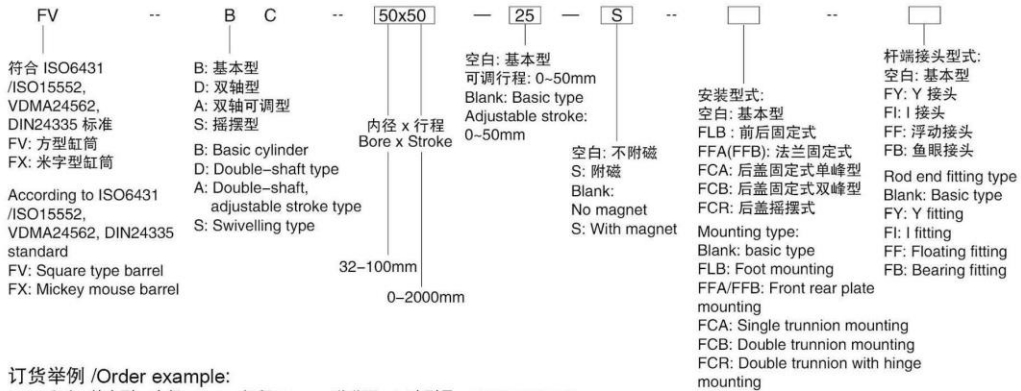 FV -- B C -- 50x50 — 25 — S -- --
符合 ISO6431
/ISO15552,
VDMA24562,
DIN24335 标准
FV: 方型缸筒
FX: 米字型缸筒
According to ISO6431
/ISO15552,
VDMA24562, DIN24335
standard
FV: Square type barrel
FX: Mickey mouse barrel
B: 基本型
D: 双轴型
A: 双轴可调型
S: 摇摆型
B: Basic cylinder
D: Double-shaft type
A: Double-shaft,
adjustable stroke type
S: Swivelling type
内径 x 行程
Bore x Stroke
32-100mm
0-2000mm
空白: 基本型
可调行程: 0~50mm
Blank: Basic type
Adjustable stroke:
0~50mm
空白: 不附磁
S: 附磁
Blank:
No magnet
S: With magnet
安装型式:
空白: 基本型
FLB : 前后固定式
FFA(FFB): 法兰固定式
FCA: 后盖固定式单峰型
FCB: 后盖固定式双峰型
FCR: 后盖摇摆式
Mounting type:
Blank: basic type
FLB: Foot mounting
FFA/FFB: Front rear plate
mounting
FCA: Single trunnion mounting
FCB: Double trunnion mounting
FCR: Double trunnion with hinge
mounting
杆端接头型式:
空白: 基本型
FY: Y 接头
FI: I 接头
FF: 浮动接头
FB: 鱼眼接头
Rod end fitting type
Blank: Basic type
FY: Y fitting
FI: I fitting
FF: Floating fitting
FB: Bearing fitting
订货举例 /Order example: